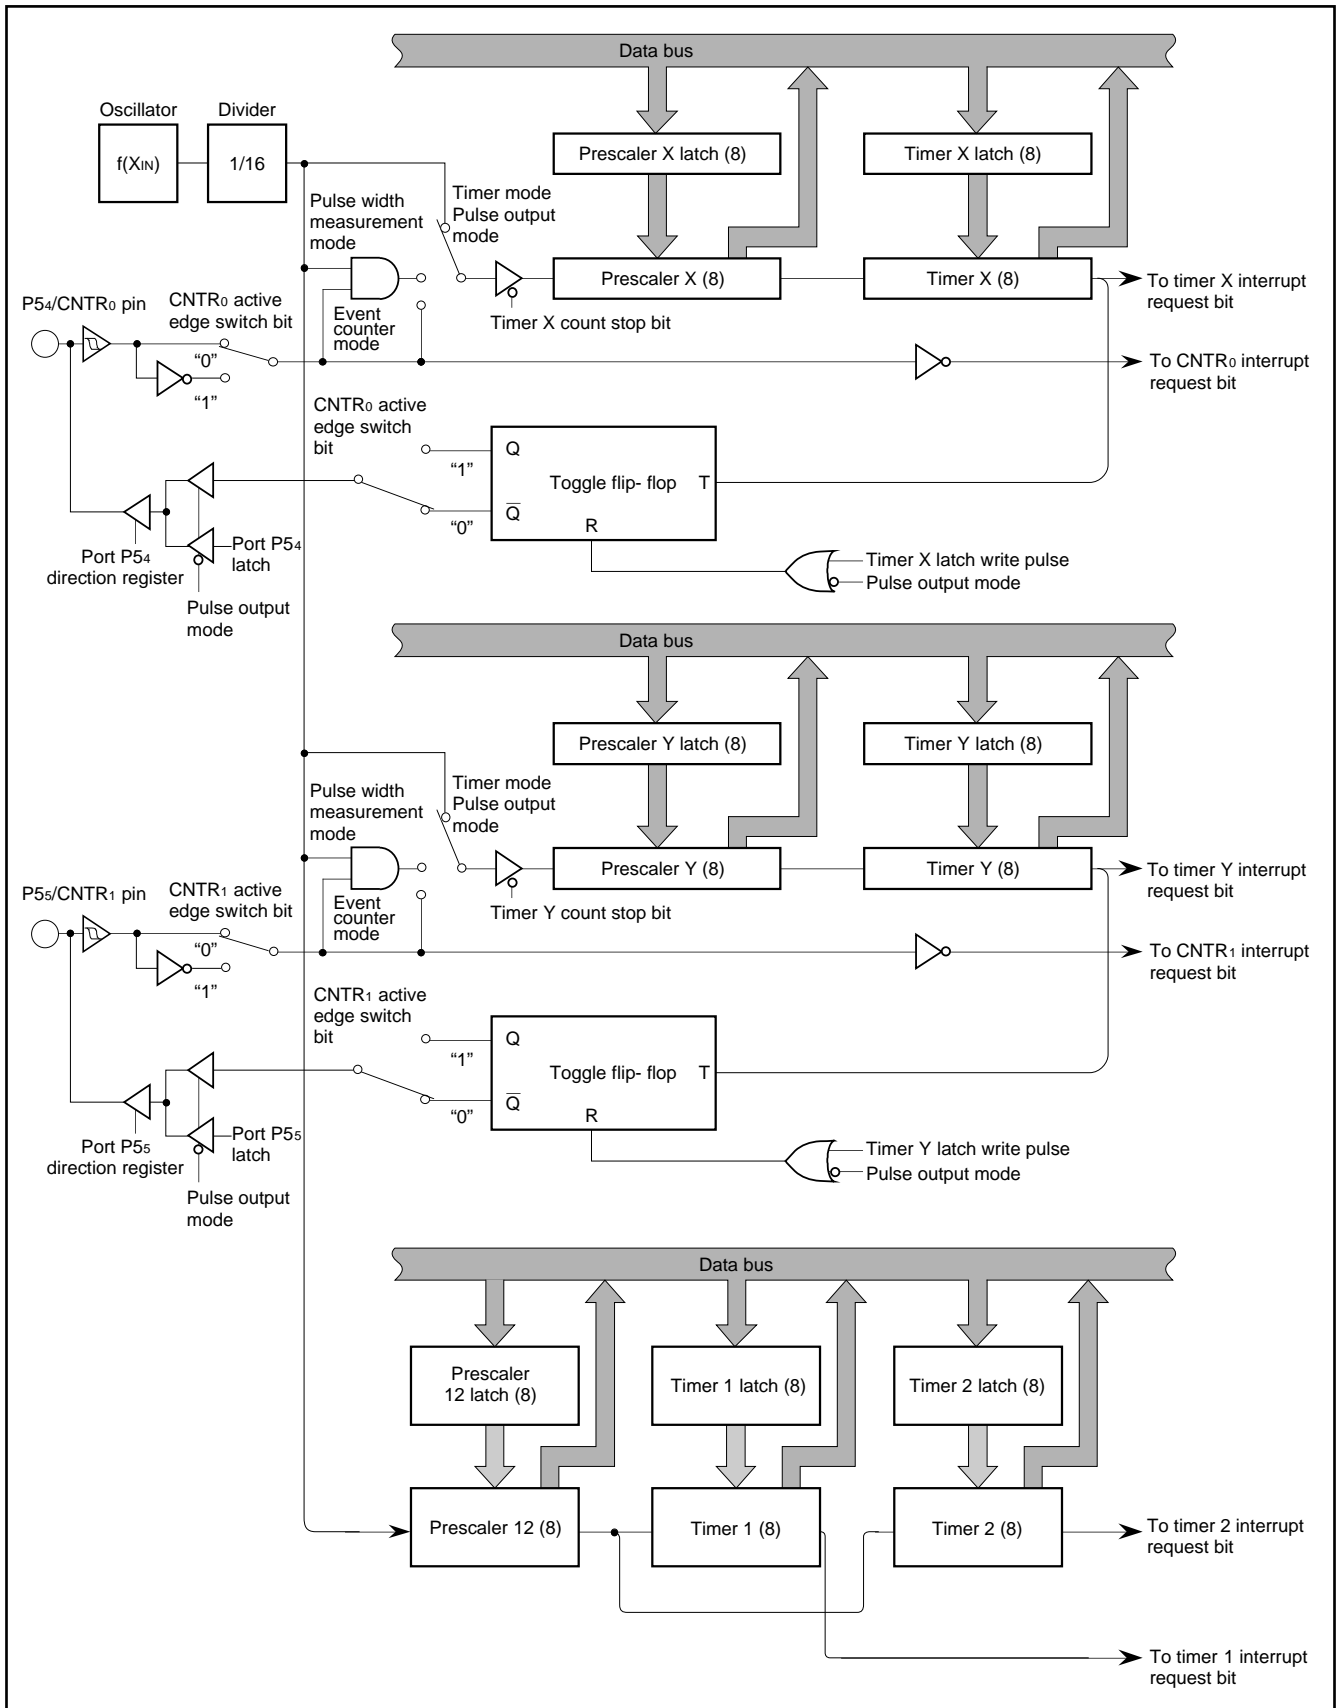 Data bus
Oscillator
Divider
f(XIN)
1/16
Prescaler X latch (8)
Timer X latch (8)
Pulse width
measurement
mode
Timer mode
Pulse output
mode
Prescaler X (8)
Timer X (8)
To timer X interrupt
request bit
P54/CNTR0 pin
CNTR0 active
edge switch bit
Event
counter
mode
Timer X count stop bit
“0”
“1”
To CNTR0 interrupt
request bit
CNTR0 active
edge switch
bit
“1”
“0”
Q
Q̅
Toggle flip- flop
T
R
Port P54
direction register
Port P54
latch
Pulse output
mode
Timer X latch write pulse
Pulse output mode
Data bus
Prescaler Y latch (8)
Timer Y latch (8)
Pulse width
measurement
mode
Timer mode
Pulse output
mode
Prescaler Y (8)
Timer Y (8)
To timer Y interrupt
request bit
P55/CNTR1 pin
CNTR1 active
edge switch bit
Event
counter
mode
Timer Y count stop bit
“0”
“1”
To CNTR1 interrupt
request bit
CNTR1 active
edge switch
bit
“1”
“0”
Q
Q̅
Toggle flip- flop
T
R
Port P55
direction register
Port P55
latch
Pulse output
mode
Timer Y latch write pulse
Pulse output mode
Data bus
Prescaler
12 latch (8)
Timer 1 latch (8)
Timer 2 latch (8)
Prescaler 12 (8)
Timer 1 (8)
Timer 2 (8)
To timer 2 interrupt
request bit
To timer 1 interrupt
request bit